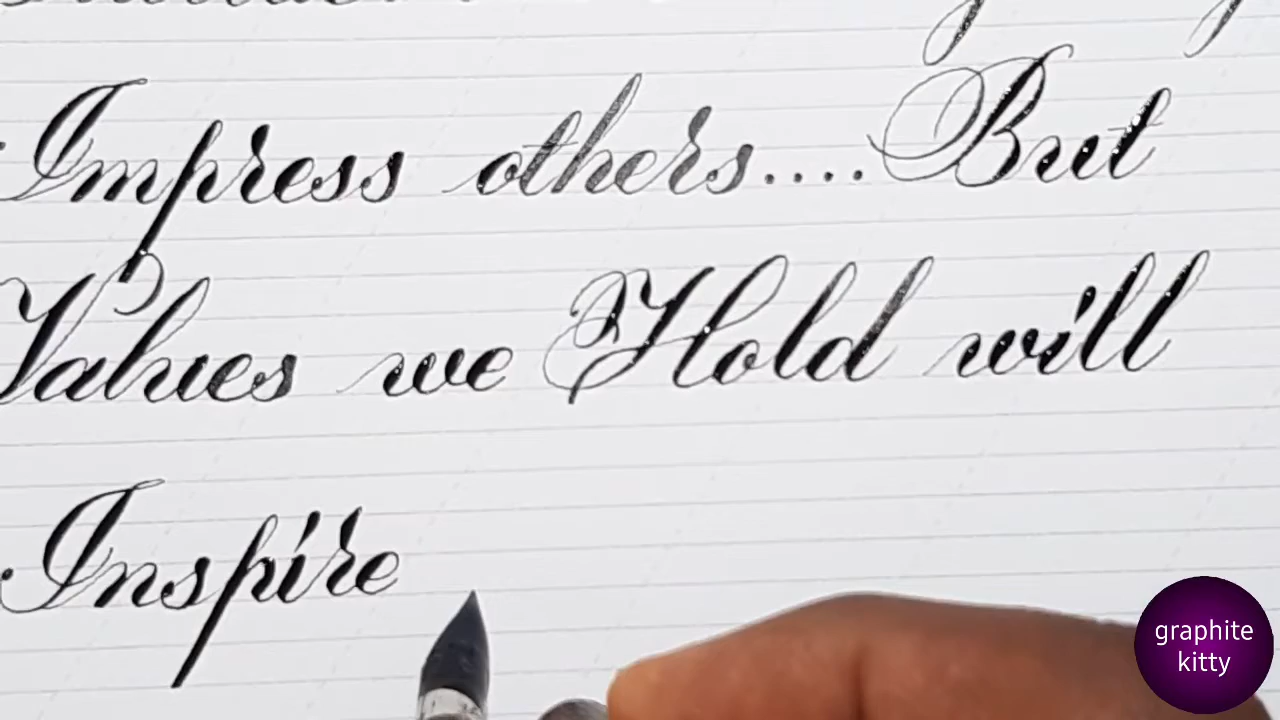 Impress others....But
Values we Hold will
Inspire
graphite
kitty